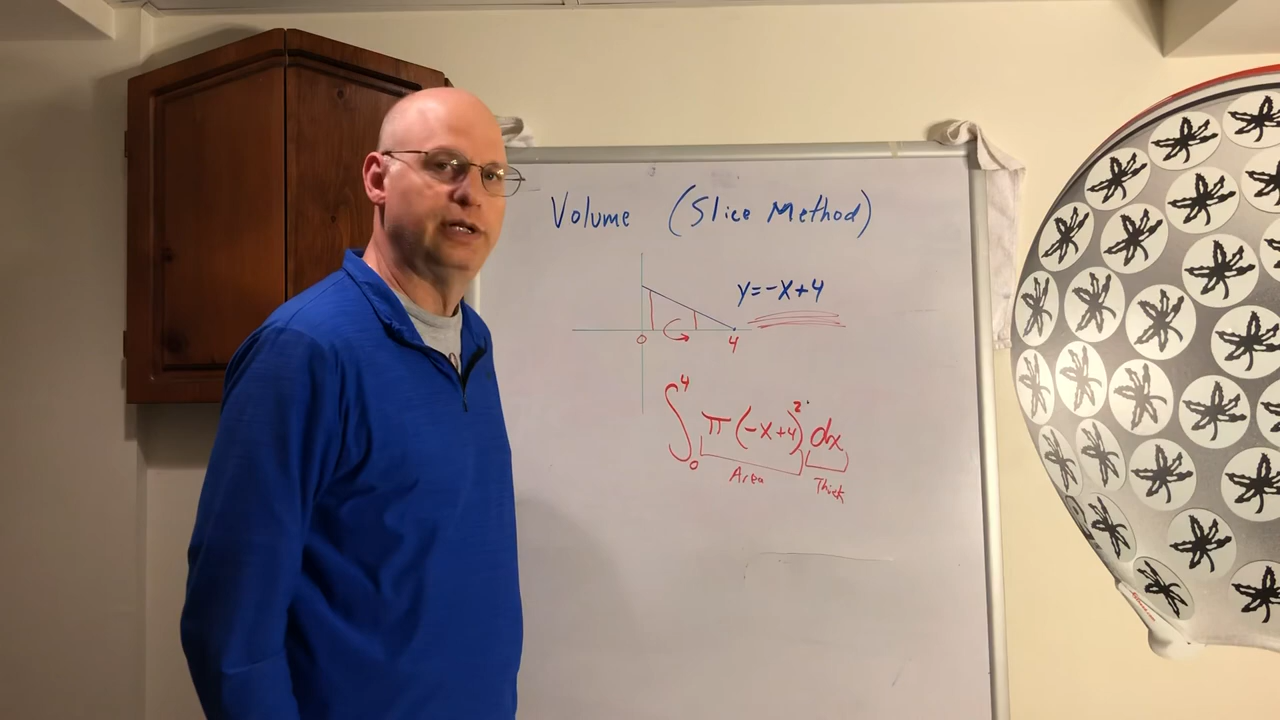 Volume (Slice Method)
y=-x+4
0 4
∫₀⁴ π(-x+4)² dx
Area Thick